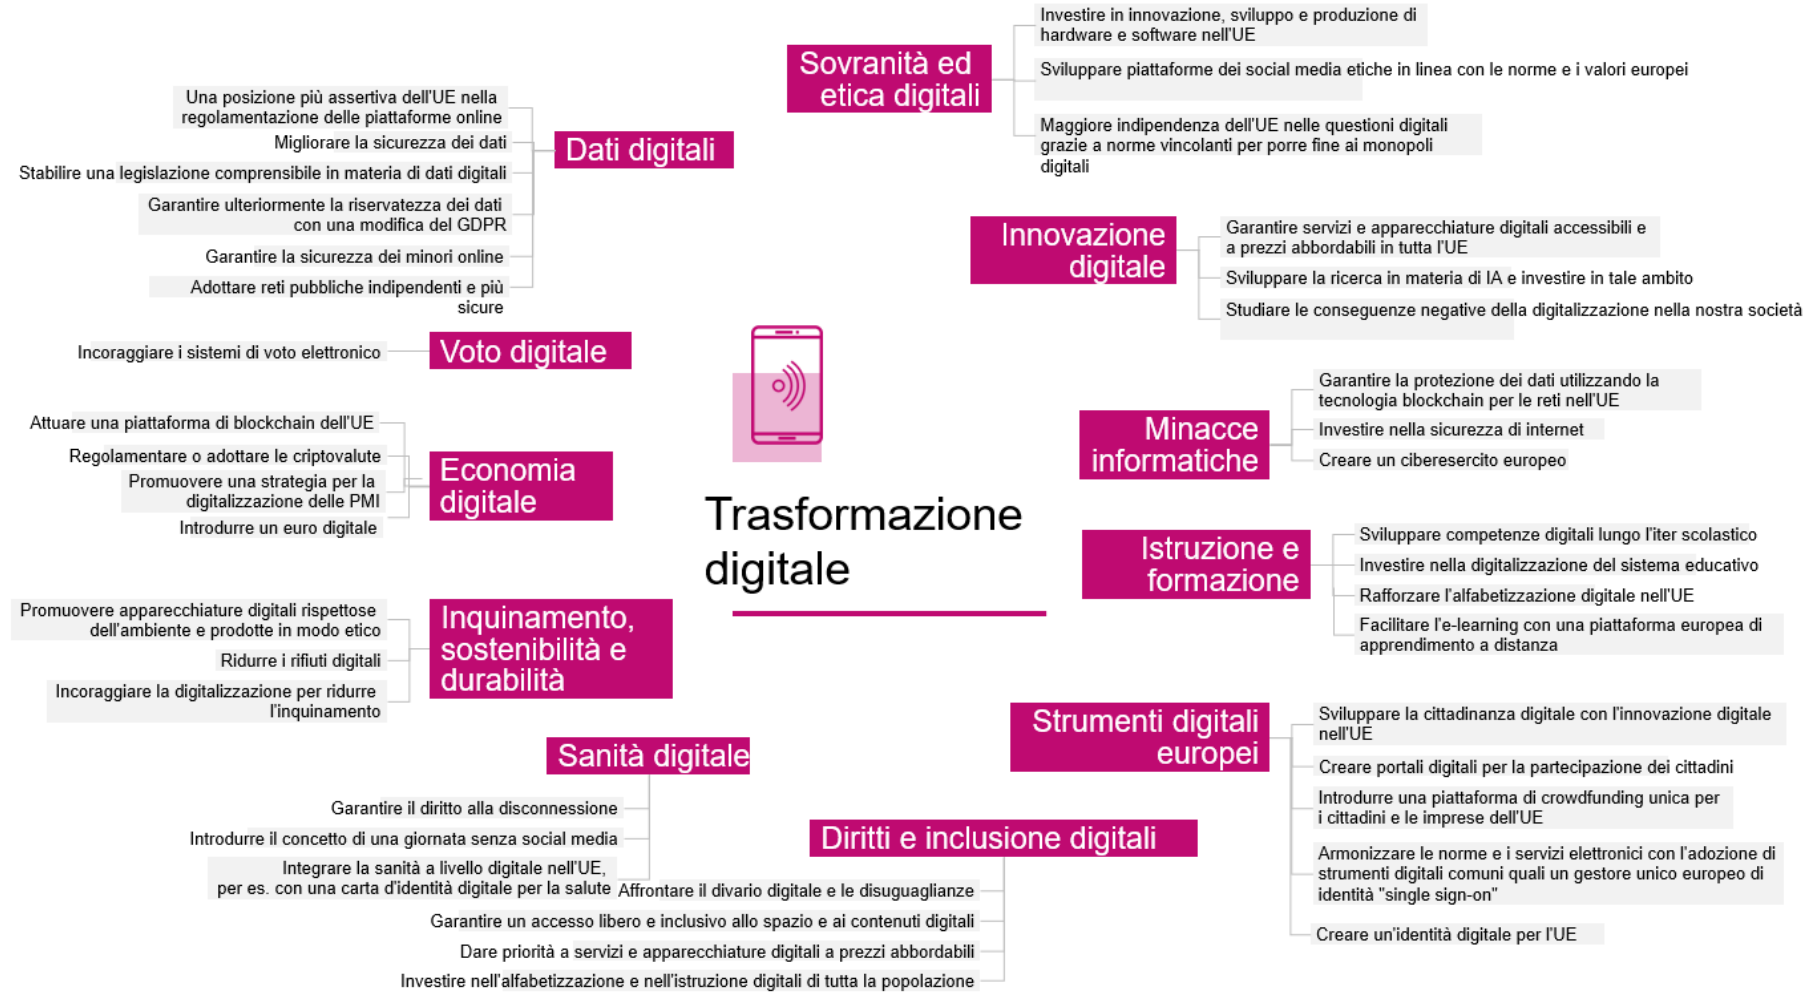 Sovranità ed
etica digitali
Investire in innovazione, sviluppo e produzione di
hardware e software nell'UE
Sviluppare piattaforme dei social media etiche in linea con le norme e i valori europei
Maggiore indipendenza dell'UE nelle questioni digitali
grazie a norme vincolanti per porre fine ai monopoli
digitali
Dati digitali
Una posizione più assertiva dell'UE nella
regolamentazione delle piattaforme online
Migliorare la sicurezza dei dati
Stabilire una legislazione comprensibile in materia di dati digitali
Garantire ulteriormente la riservatezza dei dati
con una modifica del GDPR
Garantire la sicurezza dei minori online
Adottare reti pubbliche indipendenti e più
sicure
Innovazione
digitale
Garantire servizi e apparecchiature digitali accessibili e
a prezzi abbordabili in tutta l'UE
Sviluppare la ricerca in materia di IA e investire in tale ambito
Studiare le conseguenze negative della digitalizzazione nella nostra società
Voto digitale
Incoraggiare i sistemi di voto elettronico
Minacce
informatiche
Garantire la protezione dei dati utilizzando la
tecnologia blockchain per le reti nell'UE
Investire nella sicurezza di internet
Creare un ciberesercito europeo
Economia
digitale
Attuare una piattaforma di blockchain dell'UE
Regolamentare o adottare le criptovalute
Promuovere una strategia per la
digitalizzazione delle PMI
Introdurre un euro digitale
Trasformazione
digitale
Istruzione e
formazione
Sviluppare competenze digitali lungo l'iter scolastico
Investire nella digitalizzazione del sistema educativo
Rafforzare l'alfabetizzazione digitale nell'UE
Facilitare l'e-learning con una piattaforma europea di
apprendimento a distanza
Inquinamento,
sostenibilità e
durabilità
Promuovere apparecchiature digitali rispettose
dell'ambiente e prodotte in modo etico
Ridurre i rifiuti digitali
Incoraggiare la digitalizzazione per ridurre
l'inquinamento
Strumenti digitali
europei
Sviluppare la cittadinanza digitale con l'innovazione digitale
nell'UE
Creare portali digitali per la partecipazione dei cittadini
Introdurre una piattaforma di crowdfunding unica per
i cittadini e le imprese dell'UE
Armonizzare le norme e i servizi elettronici con l'adozione di
strumenti digitali comuni quali un gestore unico europeo di
identità "single sign-on"
Creare un'identità digitale per l'UE
Sanità digitale
Garantire il diritto alla disconnessione
Introdurre il concetto di una giornata senza social media
Integrare la sanità a livello digitale nell'UE,
per es. con una carta d'identità digitale per la salute
Diritti e inclusione digitali
Affrontare il divario digitale e le disuguaglianze
Garantire un accesso libero e inclusivo allo spazio e ai contenuti digitali
Dare priorità a servizi e apparecchiature digitali a prezzi abbordabili
Investire nell'alfabetizzazione e nell'istruzione digitali di tutta la popolazione